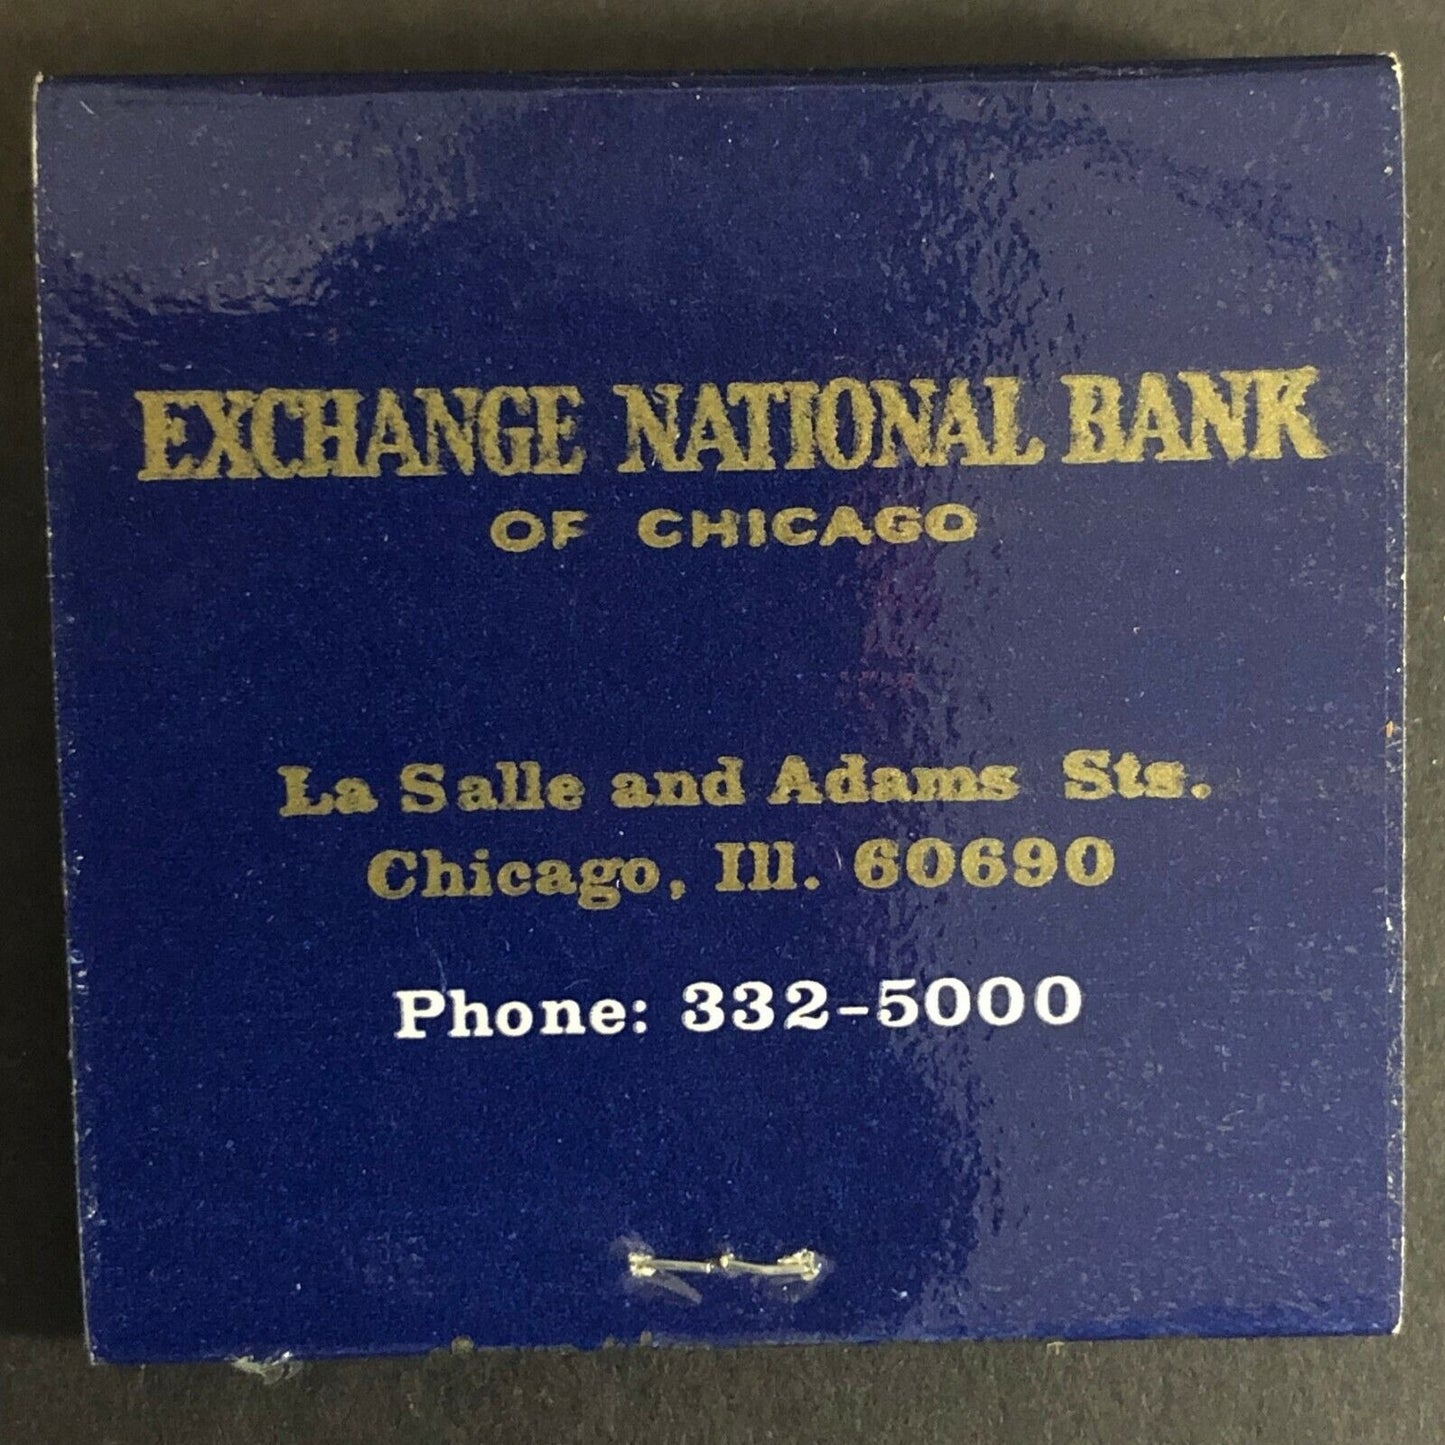 EXCHANGE NATIONAL BANK
OF CHICAGO
La Salle and Adams Sts.
Chicago, Ill. 60690
Phone: 332-5000